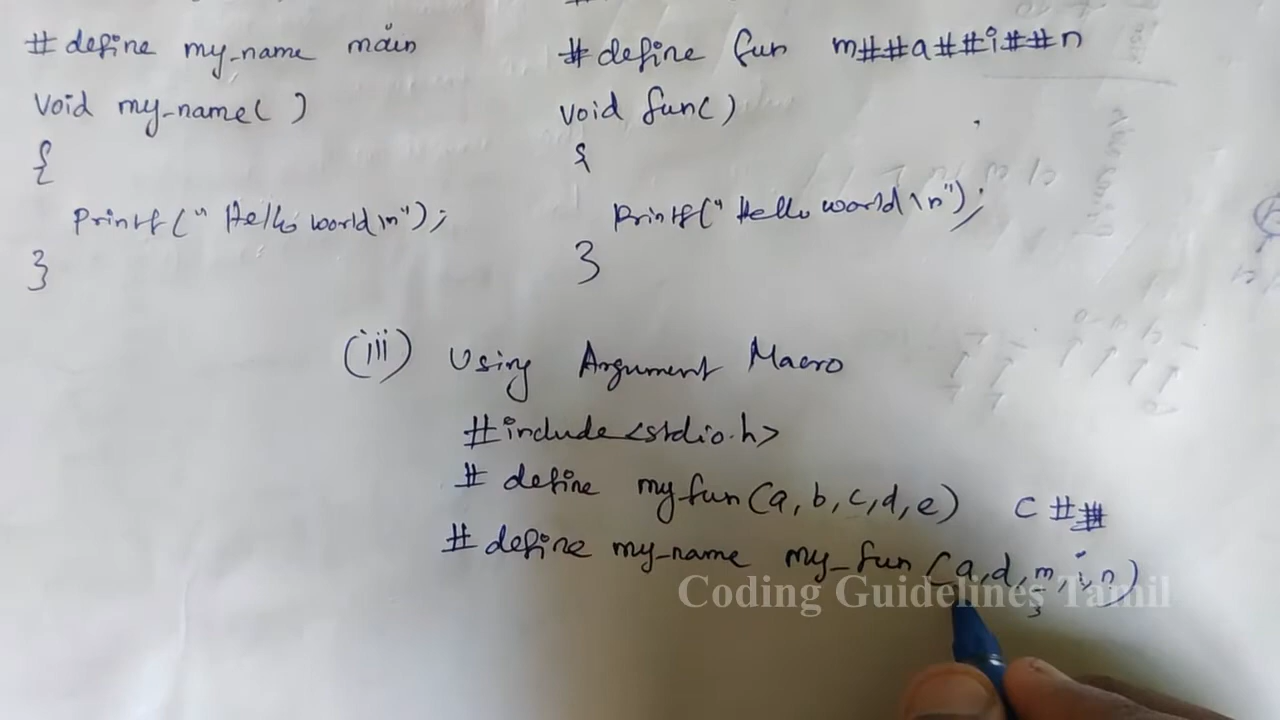 #define my_name main
void my_name( )
{
printf(" Hello world\n");
}
#define fun m##a##i##n
void fun( )
{
printf(" Hello world\n");
}
(iii) Using Argument Macro
#include<stdio.h>
# define myfun(a,b,c,d,e) c##
# define my_name my_fun(a,d,m,i,n)
3
Coding Guidelines Tamil